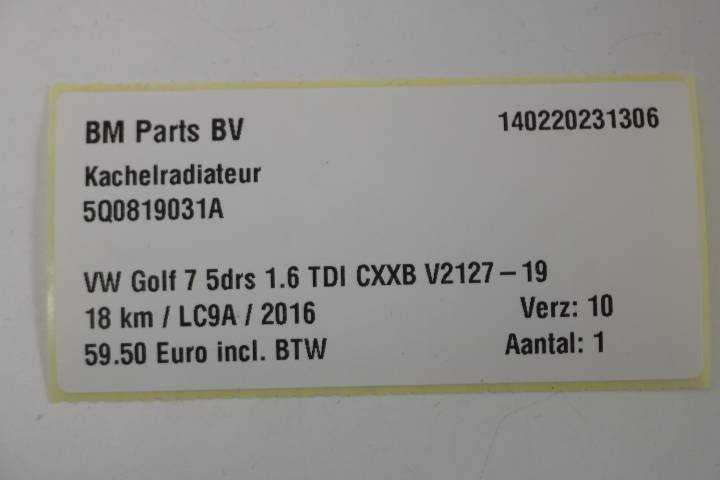 BM Parts BV 140220231306
Kachelradiateur
5Q0819031A
VW Golf 7 5drs 1.6 TDI CXXB V2127 – 19
18 km / LC9A / 2016 Verz: 10
59.50 Euro incl. BTW Aantal: 1